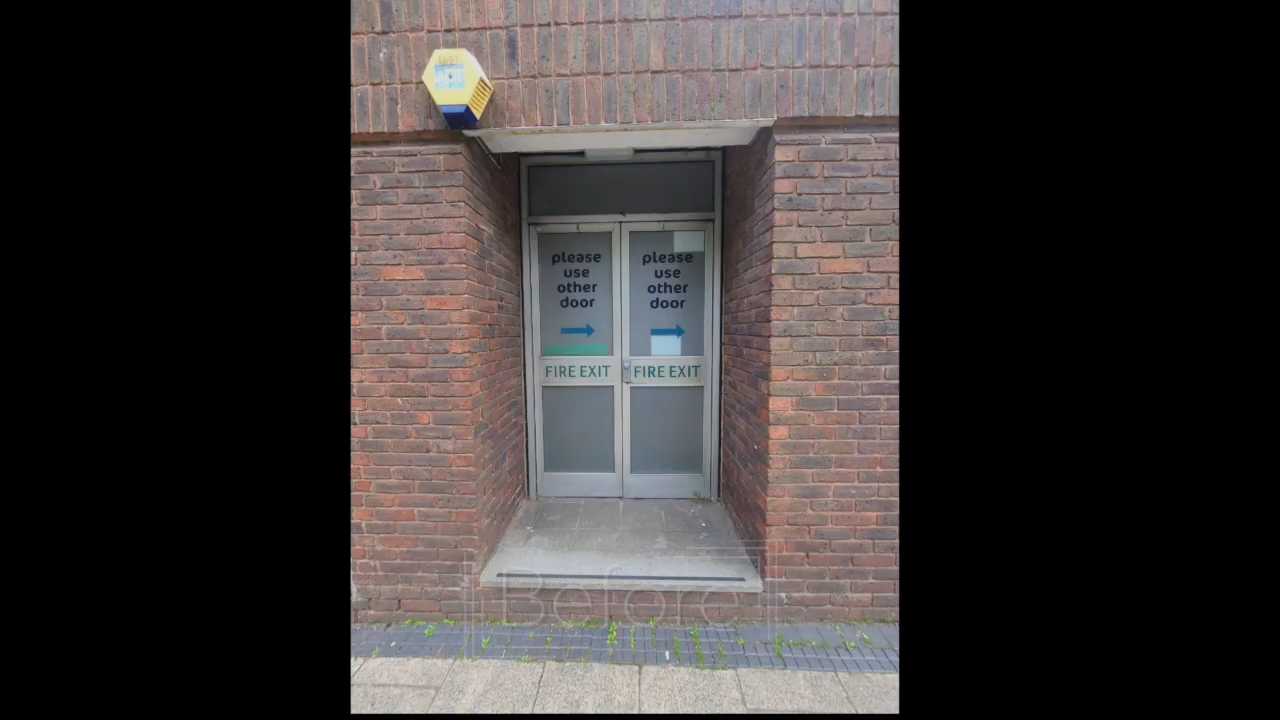 please
use
other
door
please
use
other
door
FIRE EXIT
FIRE EXIT
Before